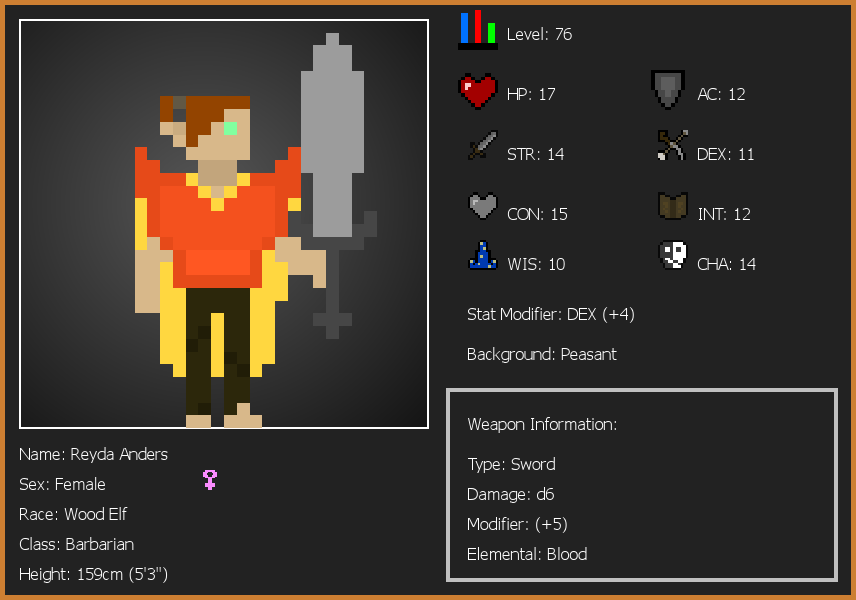 Level: 76
HP: 17
AC: 12
STR: 14
DEX: 11
CON: 15
INT: 12
WIS: 10
CHA: 14
Stat Modifier: DEX (+4)
Background: Peasant
Weapon Information:
Type: Sword
Damage: d6
Modifier: (+5)
Elemental: Blood
Name: Reyda Anders
Sex: Female
Race: Wood Elf
Class: Barbarian
Height: 159cm (5'3")